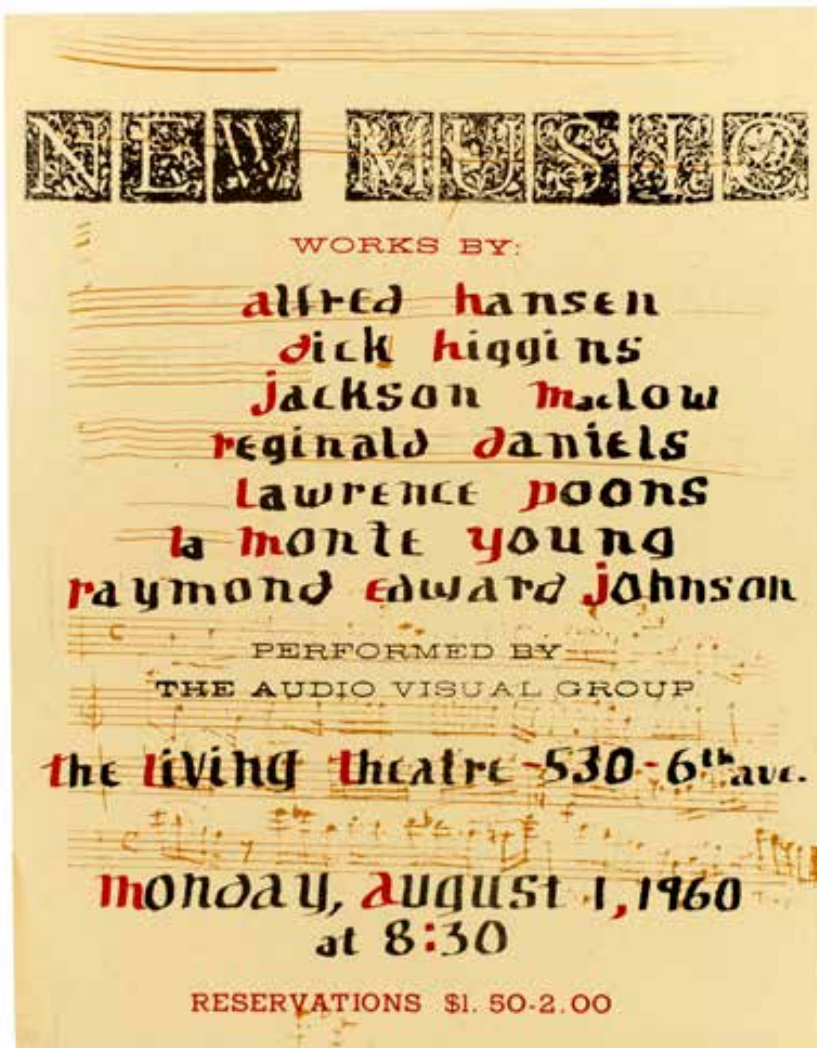 NEW MUSIC
WORKS BY:
alfred hansen
dick higgins
jackson maclow
reginald daniels
lawrence poons
la monte young
raymond edward johnson
PERFORMED BY
THE AUDIO VISUAL GROUP
the living theatre -530-6th ave.
monday, august 1, 1960
at 8:30
RESERVATIONS $1.50-2.00